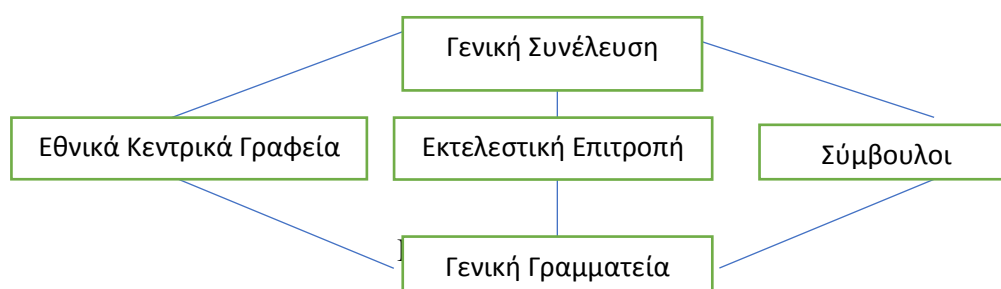 Γενική Συνέλευση
Εθνικά Κεντρικά Γραφεία
Εκτελεστική Επιτροπή
Σύμβουλοι
Γενική Γραμματεία